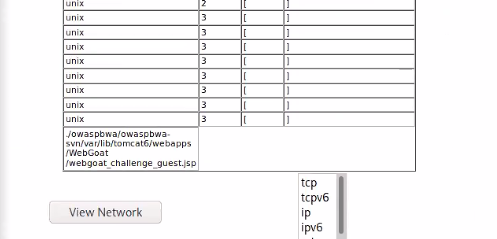 unix 2 [ ]
unix 3 [ ]
unix 3 [ ]
unix 3 [ ]
unix 3 [ ]
unix 3 [ ]
unix 3 [ ]
unix 3 [ ]
unix 3 [ ]
./owaspbwa/owaspbwa-
svn/var/lib/tomcat6/webapps
/WebGoat
/webgoat_challenge_guest.jsp
tcp
tcpv6
ip
ipv6
View Network